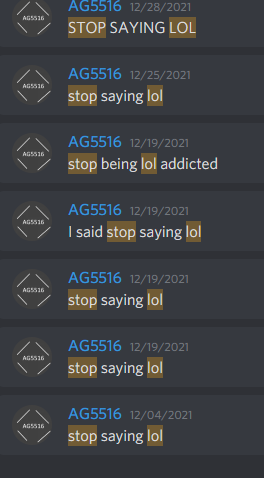 AG5516 12/28/2021
STOP SAYING LOL
AG5516
AG5516 12/25/2021
stop saying lol
AG5516
AG5516 12/19/2021
stop being lol addicted
AG5516
AG5516 12/19/2021
I said stop saying lol
AG5516
AG5516 12/19/2021
stop saying lol
AG5516
AG5516 12/19/2021
stop saying lol
AG5516
AG5516 12/04/2021
stop saying lol
AG5516